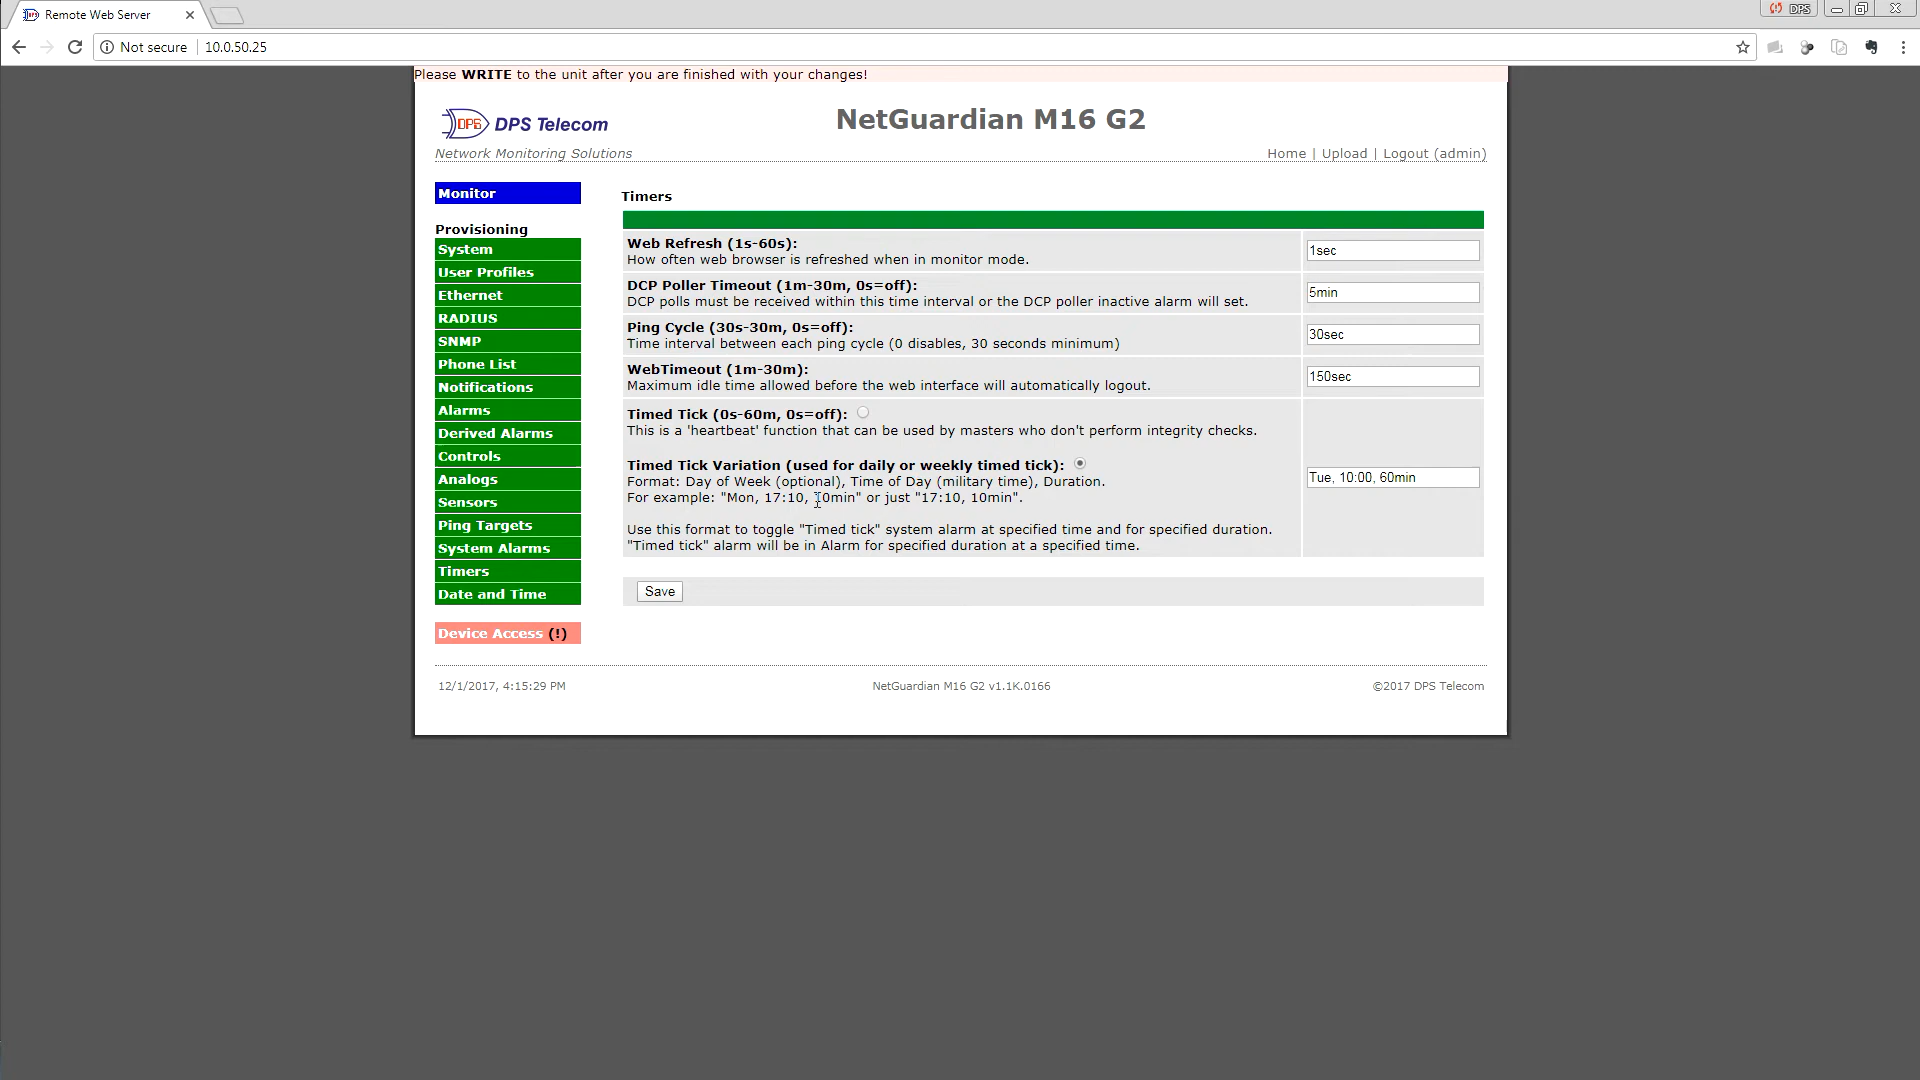 Remote Web Server
DPS
Not secure
10.0.50.25
Please WRITE to the unit after you are finished with your changes!
DPS DPS Telecom
NetGuardian M16 G2
Network Monitoring Solutions
Home | Upload | Logout (admin)
Monitor
Provisioning
System
User Profiles
Ethernet
RADIUS
SNMP
Phone List
Notifications
Alarms
Derived Alarms
Controls
Analogs
Sensors
Ping Targets
System Alarms
Timers
Date and Time
Device Access (!)
Timers
Web Refresh (1s-60s):
How often web browser is refreshed when in monitor mode.
1sec
DCP Poller Timeout (1m-30m, 0s=off):
DCP polls must be received within this time interval or the DCP poller inactive alarm will set.
5min
Ping Cycle (30s-30m, 0s=off):
Time interval between each ping cycle (0 disables, 30 seconds minimum)
30sec
WebTimeout (1m-30m):
Maximum idle time allowed before the web interface will automatically logout.
150sec
Timed Tick (0s-60m, 0s=off):
This is a 'heartbeat' function that can be used by masters who don't perform integrity checks.
Timed Tick Variation (used for daily or weekly timed tick):
Format: Day of Week (optional), Time of Day (military time), Duration.
For example: "Mon, 17:10, 10min" or just "17:10, 10min".
Use this format to toggle "Timed tick" system alarm at specified time and for specified duration.
"Timed tick" alarm will be in Alarm for specified duration at a specified time.
Tue, 10:00, 60min
Save
12/1/2017, 4:15:29 PM
NetGuardian M16 G2 v1.1K.0166
©2017 DPS Telecom